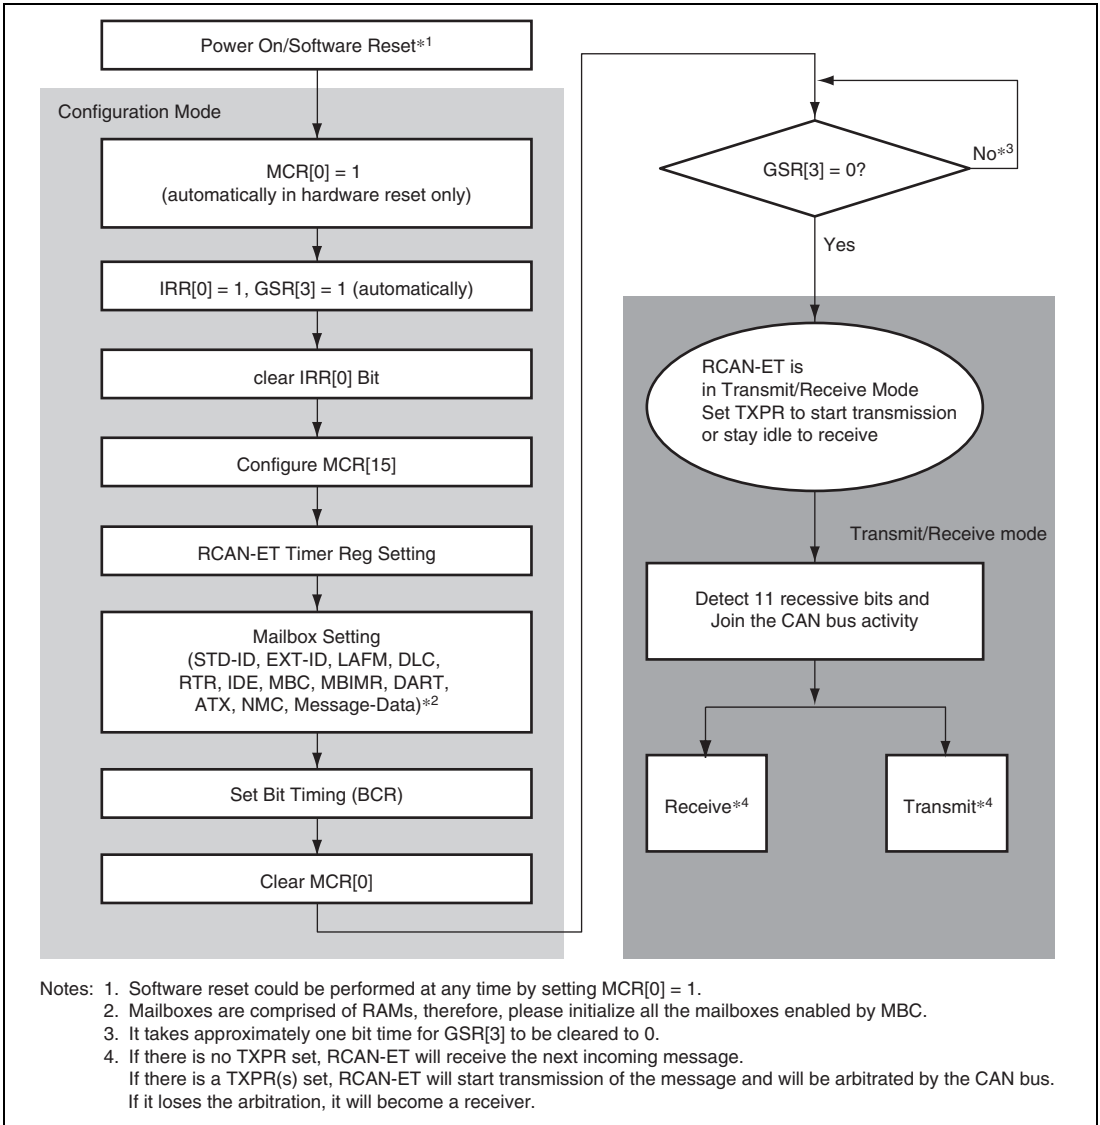 Power On/Software Reset*1
Configuration Mode
MCR[0] = 1
(automatically in hardware reset only)
IRR[0] = 1, GSR[3] = 1 (automatically)
clear IRR[0] Bit
Configure MCR[15]
RCAN-ET Timer Reg Setting
Mailbox Setting
(STD-ID, EXT-ID, LAFM, DLC,
RTR, IDE, MBC, MBIMR, DART,
ATX, NMC, Message-Data)*2
Set Bit Timing (BCR)
Clear MCR[0]
GSR[3] = 0?
No*3
Yes
RCAN-ET is
in Transmit/Receive Mode
Set TXPR to start transmission
or stay idle to receive
Transmit/Receive mode
Detect 11 recessive bits and
Join the CAN bus activity
Receive*4
Transmit*4
Notes: 1. Software reset could be performed at any time by setting MCR[0] = 1.
2. Mailboxes are comprised of RAMs, therefore, please initialize all the mailboxes enabled by MBC.
3. It takes approximately one bit time for GSR[3] to be cleared to 0.
4. If there is no TXPR set, RCAN-ET will receive the next incoming message.
If there is a TXPR(s) set, RCAN-ET will start transmission of the message and will be arbitrated by the CAN bus.
If it loses the arbitration, it will become a receiver.